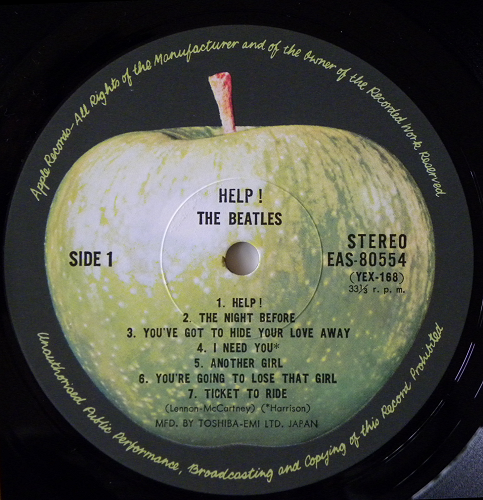 Apple Records-All Rights of the Manufacturer and of the Owner of the Recorded Work Reserved
HELP!
THE BEATLES
SIDE 1
STEREO
EAS-80554
(YEX-168)
33⅓ r. p. m.
1. HELP!
2. THE NIGHT BEFORE
3. YOU'VE GOT TO HIDE YOUR LOVE AWAY
4. I NEED YOU*
5. ANOTHER GIRL
6. YOU'RE GOING TO LOSE THAT GIRL
7. TICKET TO RIDE
(Lennon-McCartney) (*Harrison)
MFD. BY TOSHIBA-EMI LTD. JAPAN
Unauthorised Public Performance, Broadcasting and Copying of this Record Prohibited